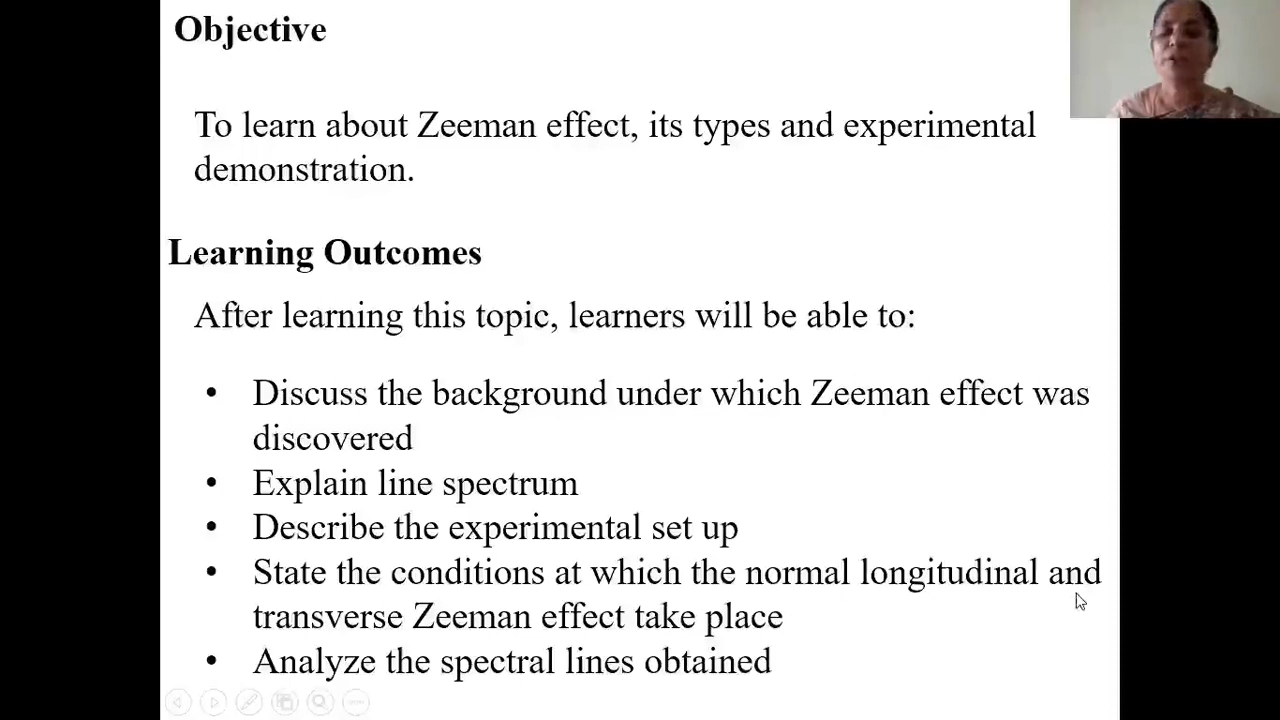 Objective
To learn about Zeeman effect, its types and experimental
demonstration.
Learning Outcomes
After learning this topic, learners will be able to:
• Discuss the background under which Zeeman effect was
discovered
• Explain line spectrum
• Describe the experimental set up
• State the conditions at which the normal longitudinal and
transverse Zeeman effect take place
• Analyze the spectral lines obtained